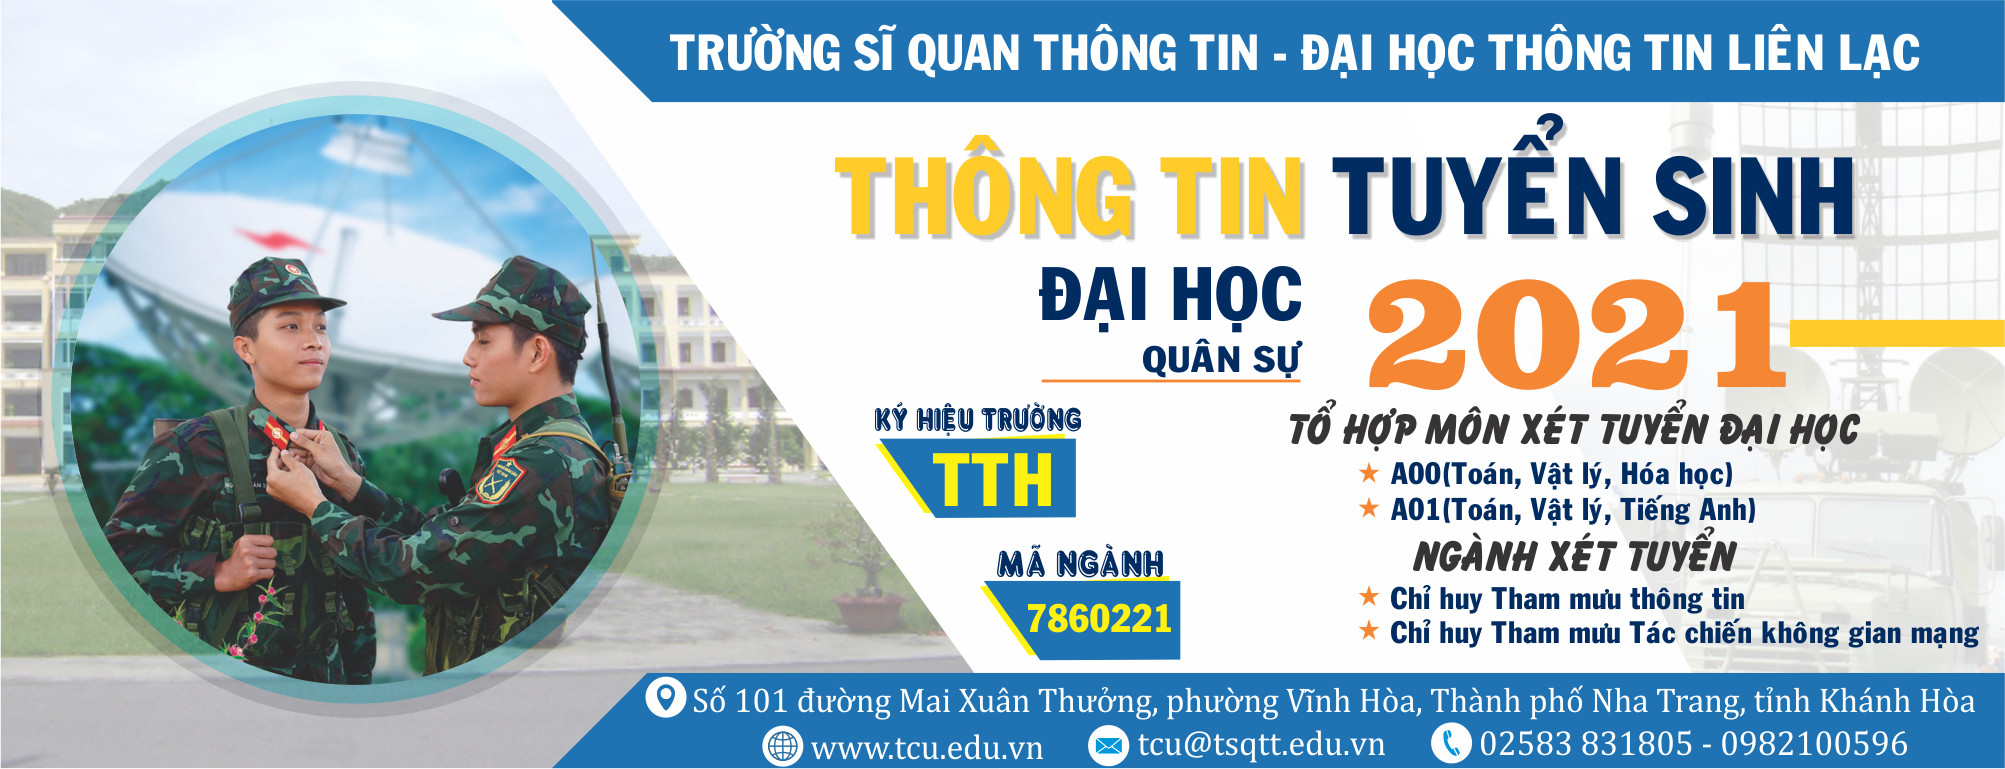 TRƯỜNG SĨ QUAN THÔNG TIN - ĐẠI HỌC THÔNG TIN LIÊN LẠC
THÔNG TIN TUYỂN SINH
ĐẠI HỌC
QUÂN SỰ
2021
KÝ HIỆU TRƯỜNG
TTH
MÃ NGÀNH
7860221
TỔ HỢP MÔN XÉT TUYỂN ĐẠI HỌC
A00(Toán, Vật lý, Hóa học)
A01(Toán, Vật lý, Tiếng Anh)
NGÀNH XÉT TUYỂN
Chỉ huy Tham mưu thông tin
Chỉ huy Tham mưu Tác chiến không gian mạng
Số 101 đường Mai Xuân Thưởng, phường Vĩnh Hòa, Thành phố Nha Trang, tỉnh Khánh Hòa
www.tcu.edu.vn tcu@tsqtt.edu.vn 02583 831805 - 0982100596